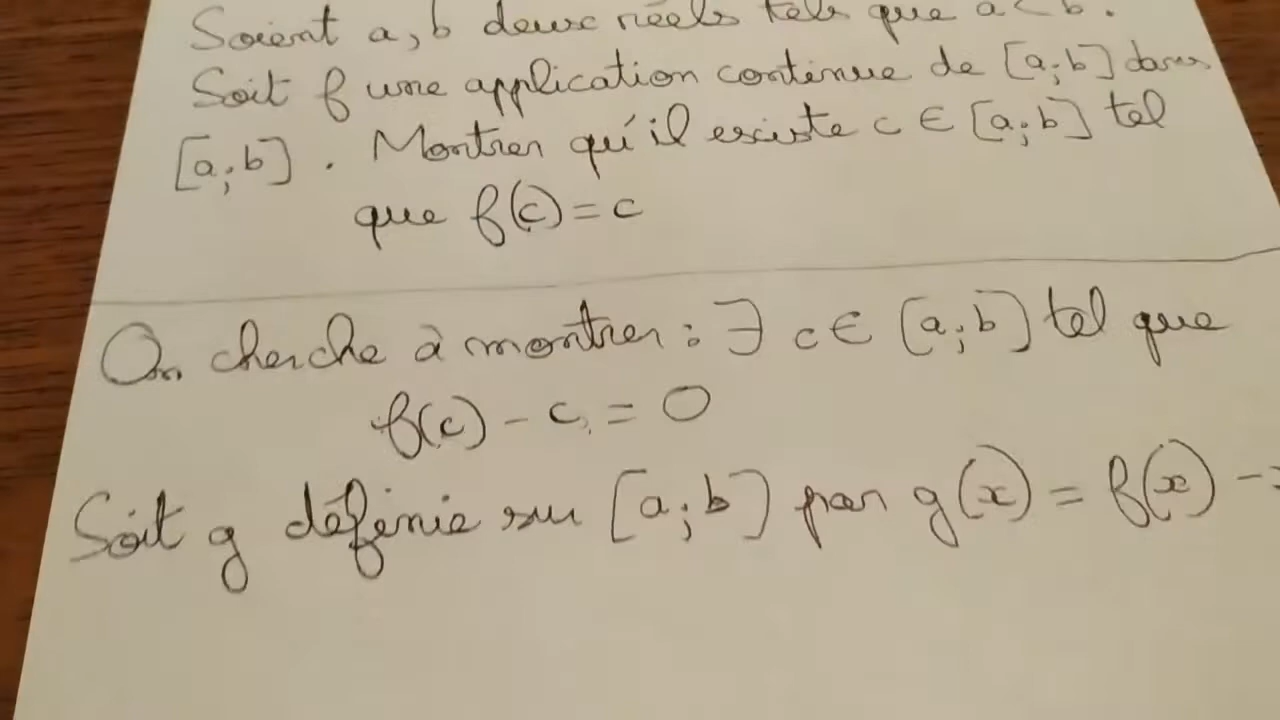 Soient a, b deux réels tels que a < b.
Soit f une application continue de [a;b] dans
[a;b]. Montrer qu'il existe c ∈ [a;b] tel
que f(c) = c
On cherche à montrer : ∃ c ∈ [a;b] tel que
f(c) - c = 0
Soit g définie sur [a;b] par g(x) = f(x) -